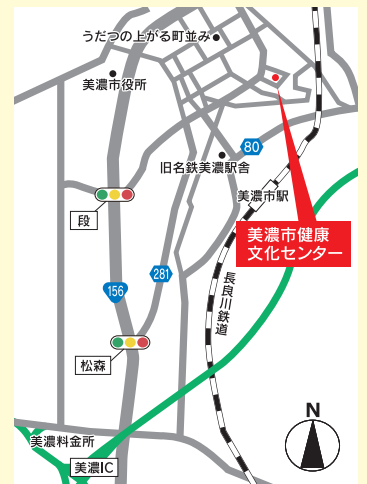 うだつの上がる町並み
美濃市役所
80
旧名鉄美濃駅舎
美濃市駅
段
美濃市健康
文化センター
281
156
長良川鉄道
松森
美濃料金所
美濃IC
N